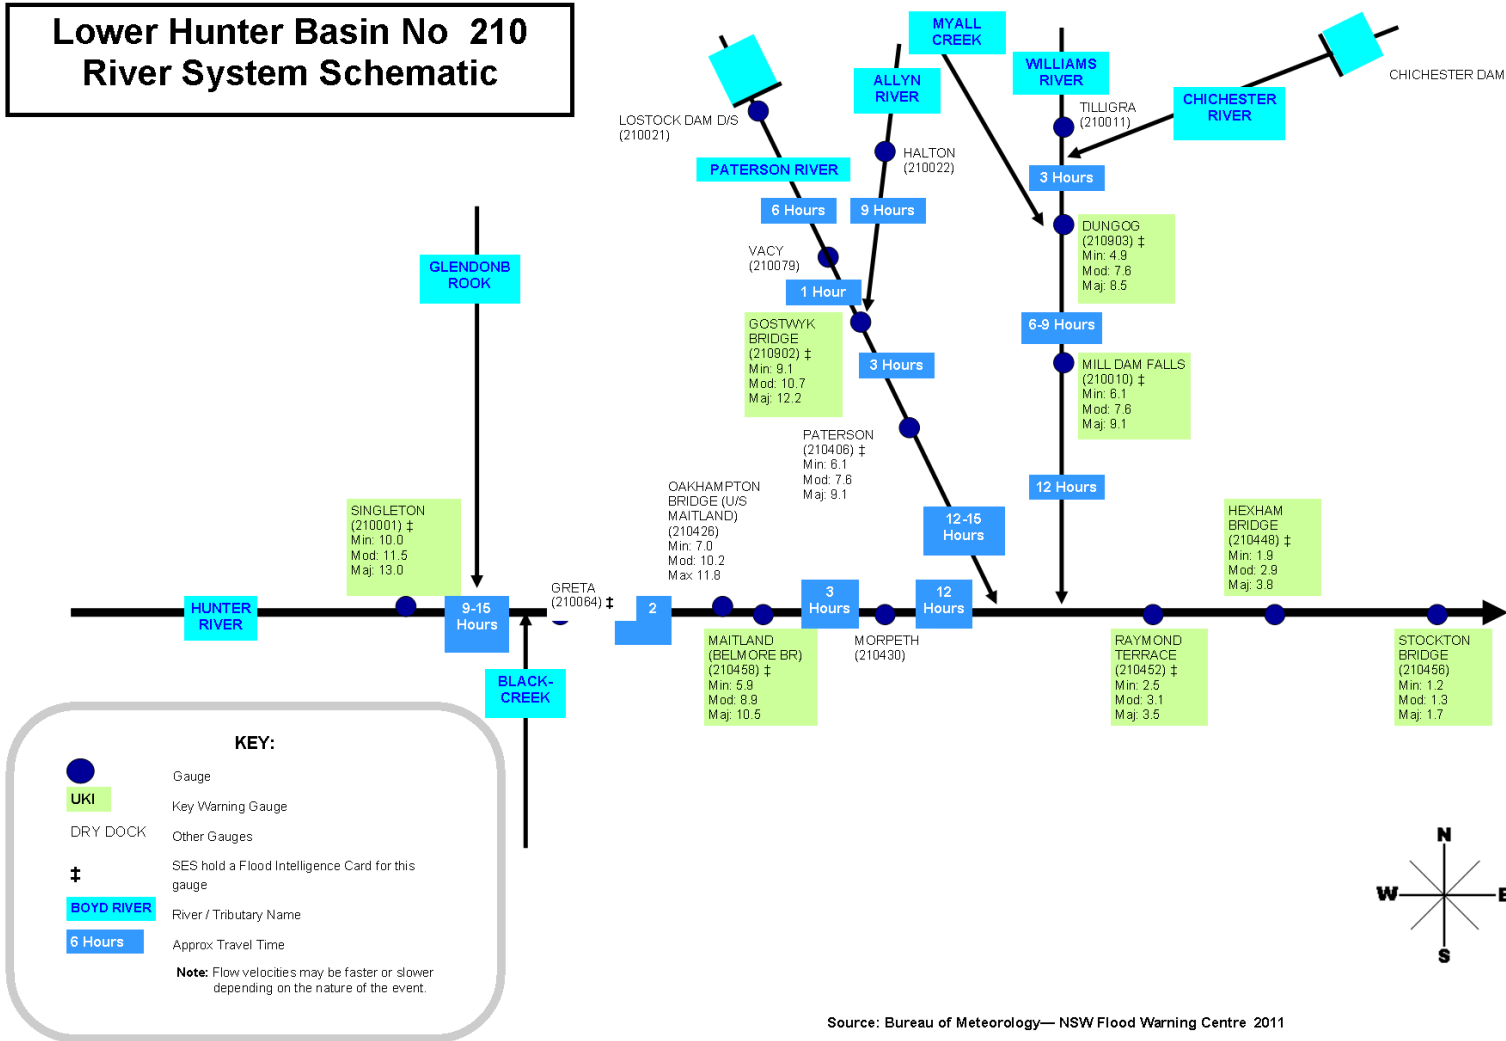 Lower Hunter Basin No 210
River System Schematic
MYALL
CREEK
WILLIAMS
RIVER
ALLYN
RIVER
CHICHESTER DAM
CHICHESTER
RIVER
TILLIGRA
(210011)
LOSTOCK DAM D/S
(210021)
HALTON
(210022)
PATERSON RIVER
3 Hours
6 Hours
9 Hours
DUNGOG
(210903) ‡
Min: 4.9
Mod: 7.6
Maj: 8.5
VACY
(210079)
GLENDONB
ROOK
1 Hour
GOSTWYK
BRIDGE
(210902) ‡
Min: 9.1
Mod: 10.7
Maj: 12.2
6-9 Hours
3 Hours
MILL DAM FALLS
(210010) ‡
Min: 6.1
Mod: 7.6
Maj: 9.1
PATERSON
(210406) ‡
Min: 6.1
Mod: 7.6
Maj: 9.1
12 Hours
OAKHAMPTON
BRIDGE (U/S
MAITLAND)
(210426)
Min: 7.0
Mod: 10.2
Max 11.8
SINGLETON
(210001) ‡
Min: 10.0
Mod: 11.5
Maj: 13.0
12-15
Hours
HEXHAM
BRIDGE
(210448) ‡
Min: 1.9
Mod: 2.9
Maj: 3.8
HUNTER
RIVER
9-15
Hours
GRETA
(210064) ‡
2
3
Hours
12
Hours
MAITLAND
(BELMORE BR)
(210458) ‡
Min: 5.9
Mod: 8.9
Maj: 10.5
MORPETH
(210430)
RAYMOND
TERRACE
(210452) ‡
Min: 2.5
Mod: 3.1
Maj: 3.5
STOCKTON
BRIDGE
(210456)
Min: 1.2
Mod: 1.3
Maj: 1.7
BLACK-
CREEK
KEY:
Gauge
UKI
Key Warning Gauge
DRY DOCK
Other Gauges
‡
SES hold a Flood Intelligence Card for this
gauge
BOYD RIVER
River / Tributary Name
6 Hours
Approx Travel Time
Note: Flow velocities may be faster or slower
depending on the nature of the event.
N
W
E
S
Source: Bureau of Meteorology— NSW Flood Warning Centre 2011